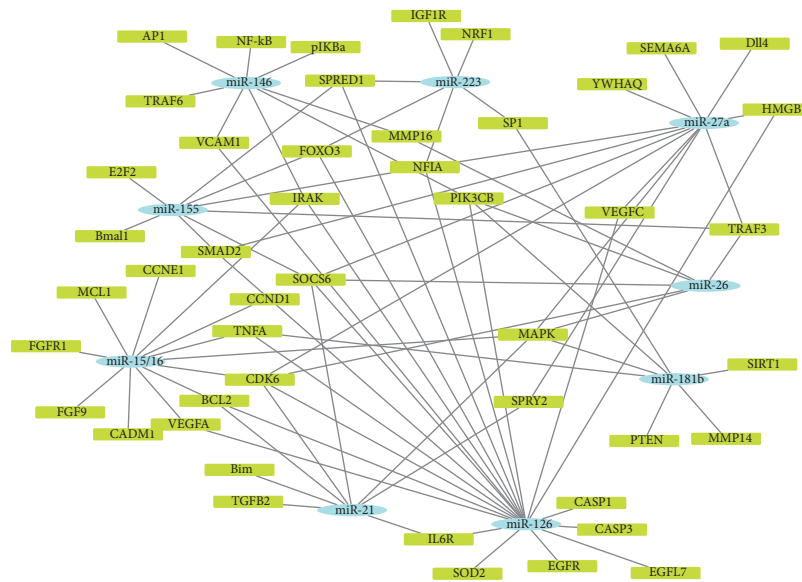 IGF1R
AP1
NF-kB
pIKBa
NRF1
SEMA6A
Dll4
miR-146
SPRED1
miR-223
YWHAQ
TRAF6
HMGB
SP1
miR-27a
VCAM1
MMP16
FOXO3
NFIA
E2F2
IRAK
PIK3CB
miR-155
VEGFC
Bmal1
TRAF3
SMAD2
CCNE1
SOCS6
miR-26
MCL1
CCND1
TNFA
MAPK
FGFR1
miR-15/16
SIRT1
CDK6
miR-181b
BCL2
SPRY2
FGF9
VEGFA
CADM1
PTEN
MMP14
Bim
TGFB2
CASP1
miR-21
miR-126
CASP3
IL6R
EGFR
SOD2
EGFL7